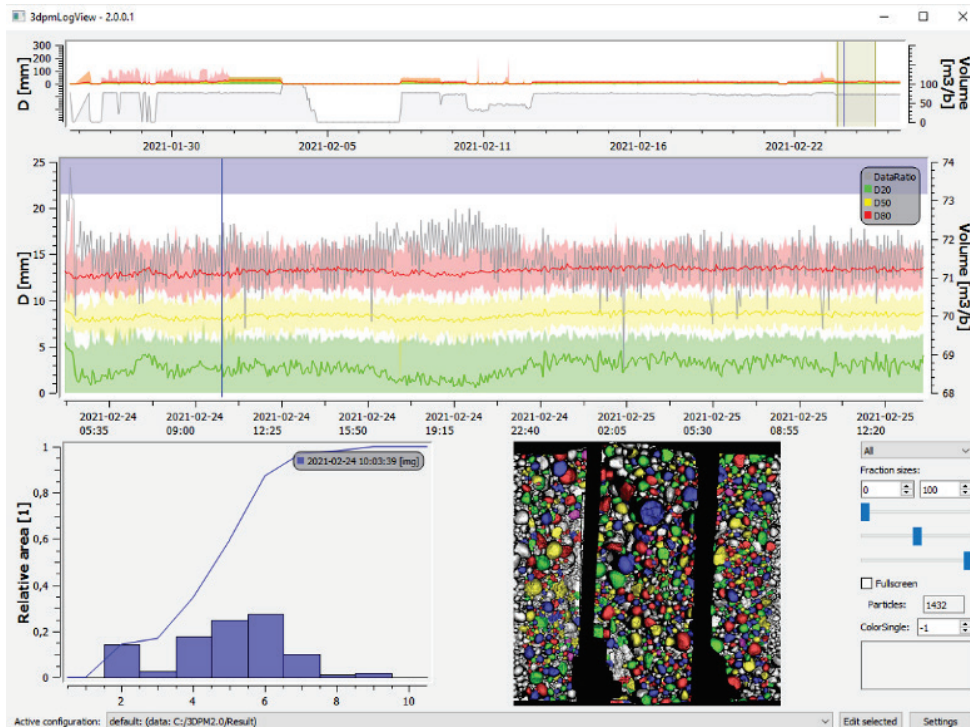 3dpmLogView - 2.0.0.1
D [mm]
300
200
100
0
Volume
[m3/b]
100
50
0
2021-01-30 2021-02-05 2021-02-11 2021-02-16 2021-02-22
D [mm]
25
20
15
10
5
0
DataRatio
D20
D50
D80
Volume [m3/b]
74
73
72
71
70
69
68
2021-02-24 2021-02-24 2021-02-24 2021-02-24 2021-02-24 2021-02-24 2021-02-25 2021-02-25 2021-02-25 2021-02-25
05:35 09:00 12:25 15:50 19:15 22:40 02:05 05:30 08:55 12:20
Relative area [1]
1
0,8
0,6
0,4
0,2
0
2021-02-24 10:03:39 [img]
2 4 6 8 10
All
Fraction sizes:
0 100
Fullscreen
Particles: 1432
ColorSingle: -1
Active configuration: default: (data: C:/3DPM2.0/Result) Edit selected Settings